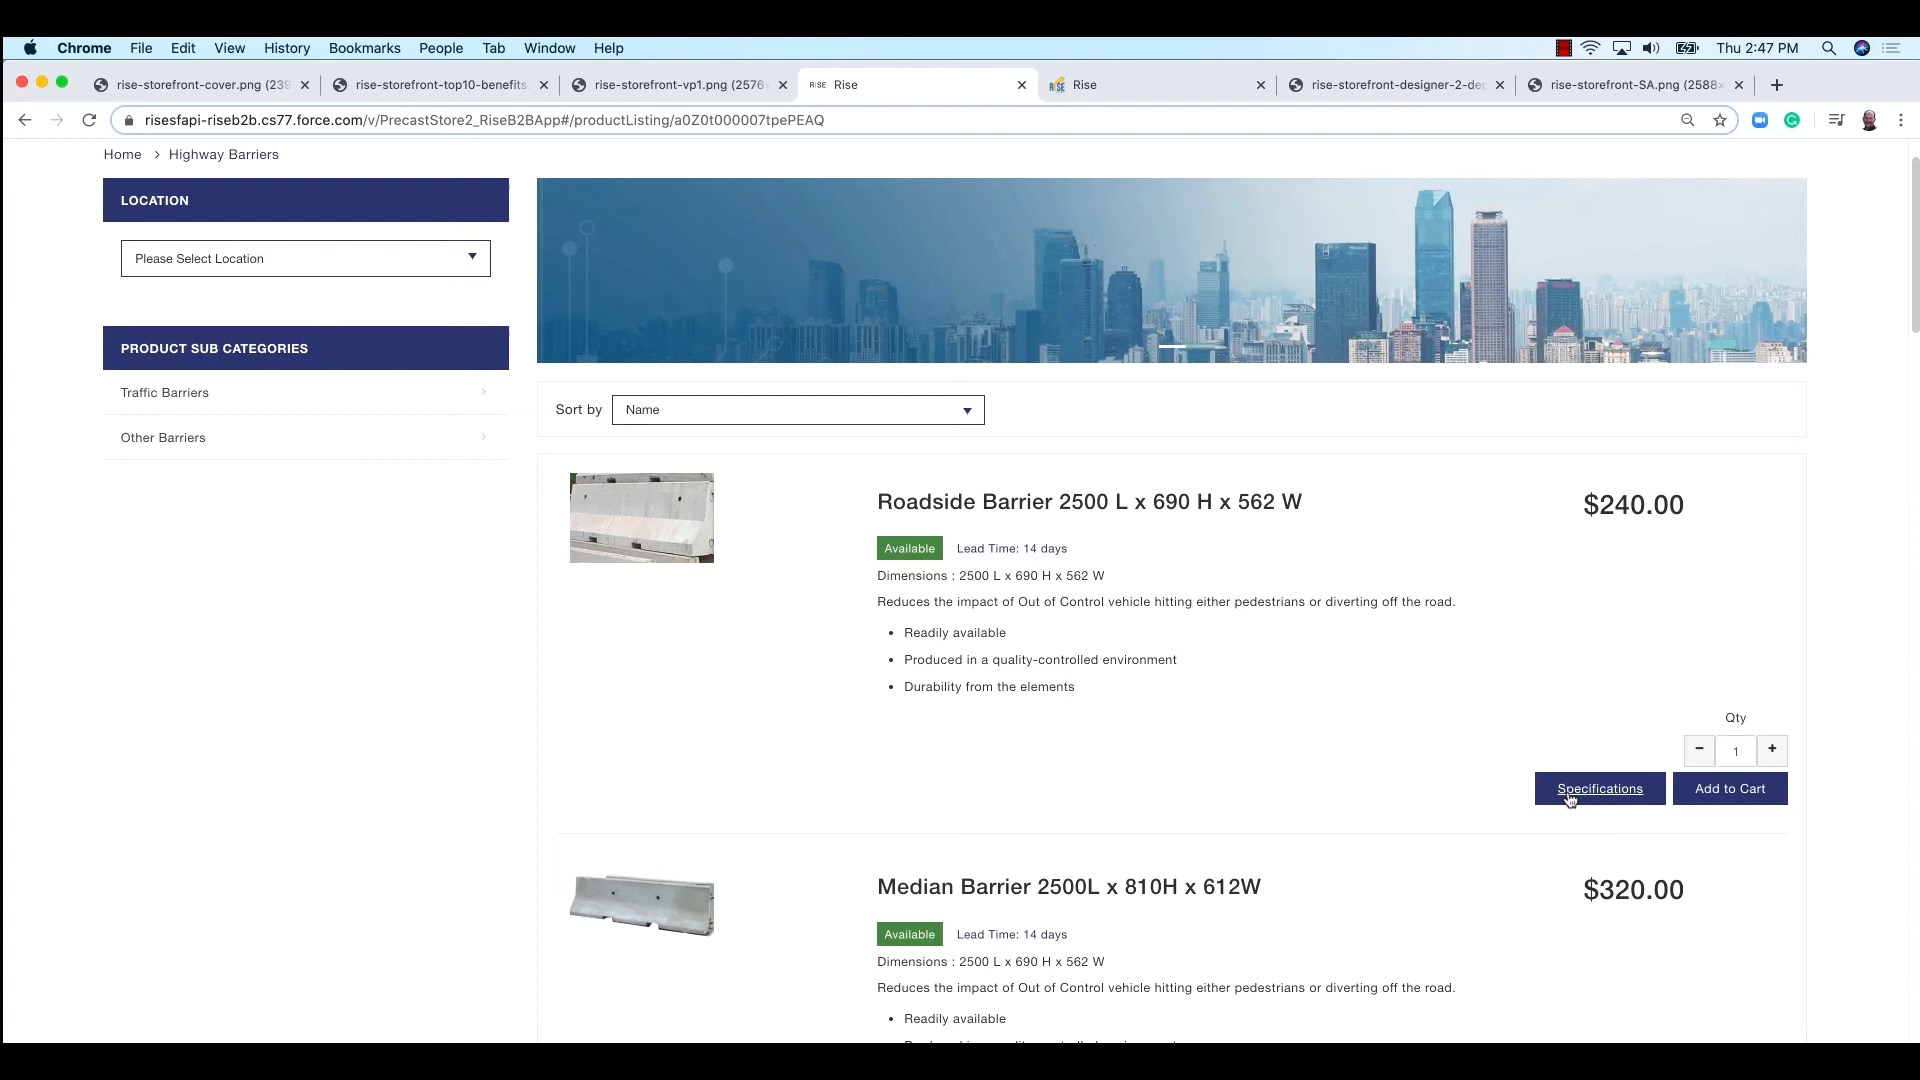 Chrome File Edit View History Bookmarks People Tab Window Help Thu 2:47 PM
rise-storefront-cover.png (239 rise-storefront-top10-benefits. rise-storefront-vp1.png (2576× RISE Rise RISE Rise rise-storefront-designer-2-de rise-storefront-SA.png (2588×
risesfapi-riseb2b.cs77.force.com/v/PrecastStore2_RiseB2BApp#/productListing/a0Z0t000007tpePEAQ
Home > Highway Barriers
LOCATION
Please Select Location
PRODUCT SUB CATEGORIES
Traffic Barriers
Other Barriers
Sort by Name
Roadside Barrier 2500 L x 690 H x 562 W $240.00
Available Lead Time: 14 days
Dimensions : 2500 L x 690 H x 562 W
Reduces the impact of Out of Control vehicle hitting either pedestrians or diverting off the road.
• Readily available
• Produced in a quality-controlled environment
• Durability from the elements
Qty
- 1 +
Specifications Add to Cart
Median Barrier 2500L x 810H x 612W $320.00
Available Lead Time: 14 days
Dimensions : 2500 L x 690 H x 562 W
Reduces the impact of Out of Control vehicle hitting either pedestrians or diverting off the road.
• Readily available